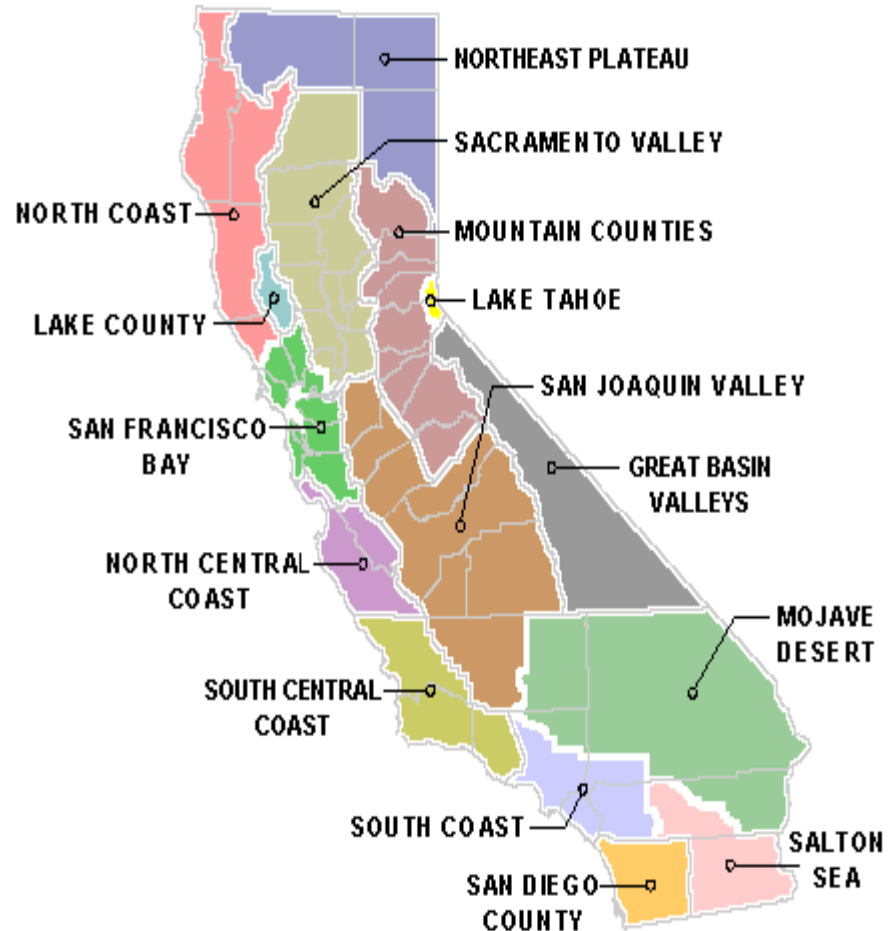 NORTHEAST PLATEAU
SACRAMENTO VALLEY
NORTH COAST
MOUNTAIN COUNTIES
LAKE TAHOE
LAKE COUNTY
SAN JOAQUIN VALLEY
SAN FRANCISCO
BAY
GREAT BASIN
VALLEYS
NORTH CENTRAL
COAST
MOJAVE
DESERT
SOUTH CENTRAL
COAST
SOUTH COAST
SALTON
SEA
SAN DIEGO
COUNTY